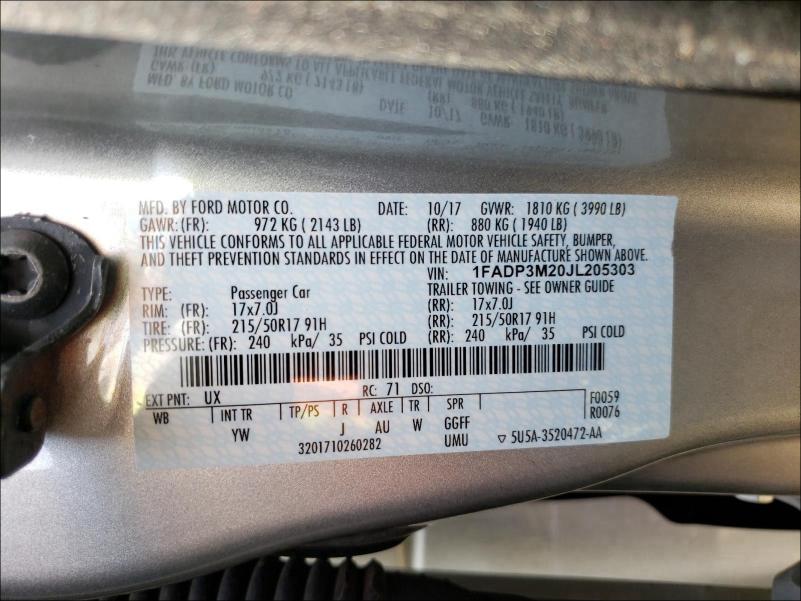 MFD. BY FORD MOTOR CO. DATE: 10/17 GVWR: 1810 KG ( 3990 LB)
GAWR:(FR): 972 KG ( 2143 LB) (RR): 880 KG ( 1940 LB)
THIS VEHICLE CONFORMS TO ALL APPLICABLE FEDERAL MOTOR VEHICLE SAFETY, BUMPER,
AND THEFT PREVENTION STANDARDS IN EFFECT ON THE DATE OF MANUFACTURE SHOWN ABOVE.
VIN: 1FADP3M20JL205303
TYPE: Passenger Car TRAILER TOWING - SEE OWNER GUIDE
RIM: (FR): 17x7.0J (RR): 17x7.0J
TIRE: (FR): 215/50R17 91H (RR): 215/50R17 91H
PRESSURE:(FR): 240 kPa/ 35 PSI COLD (RR): 240 kPa/ 35 PSI COLD
EXT PNT: UX RC: 71 DSO: F0059
WB INT TR TP/PS R AXLE TR SPR R0076
YW J AU W GGFF
3201710260282 UMU ▽ 5U5A-3520472-AA